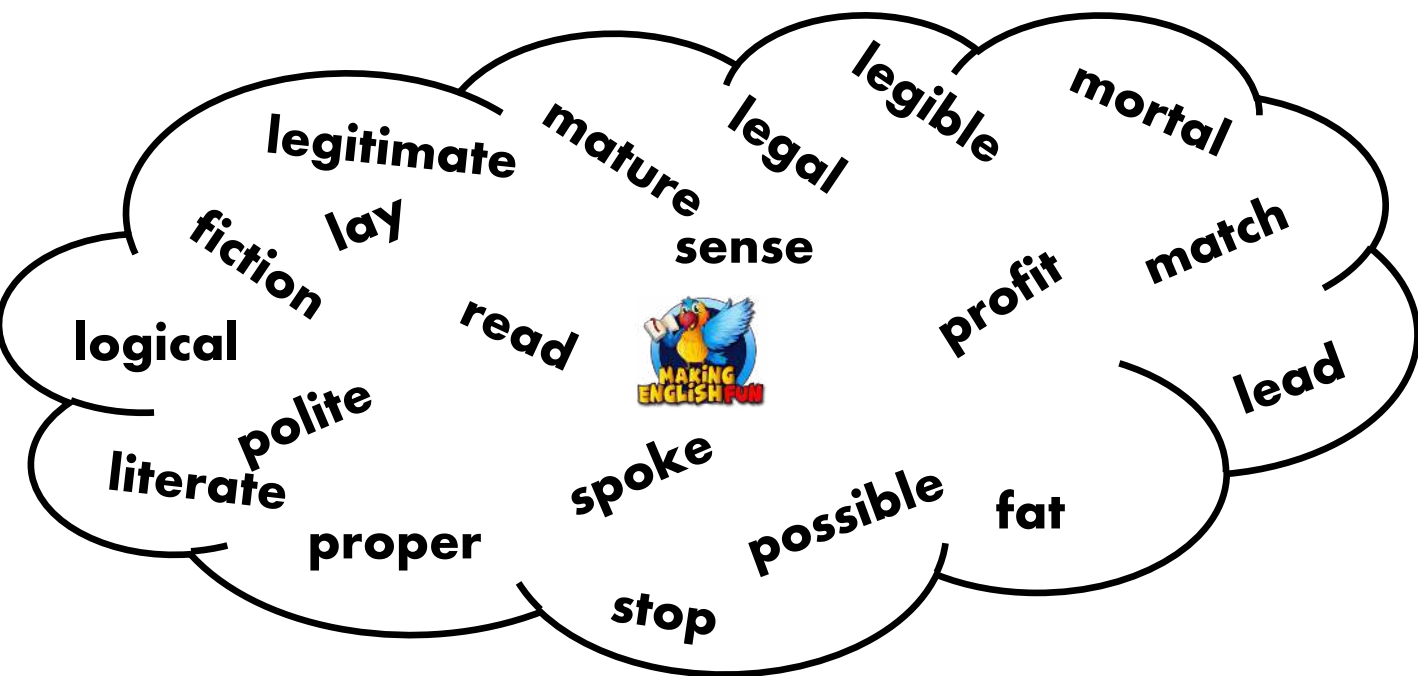 legitimate
mature
legal
legible
mortal
fiction
lay
sense
profit
match
logical
read
MAKING
ENGLISH FUN
lead
polite
literate
spoke
possible
fat
proper
stop